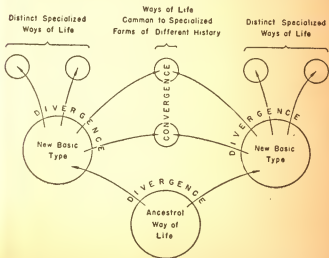 Distinct Specialized
Ways of Life
Ways of Life
Common to Specialized
Forms of Different History
Distinct Specialized
Ways of Life
DIVERGENCE
CONVERGENCE
DIVERGENCE
New Basic
Type
New Basic
Type
DIVERGENCE
Ancestral
Way of
Life